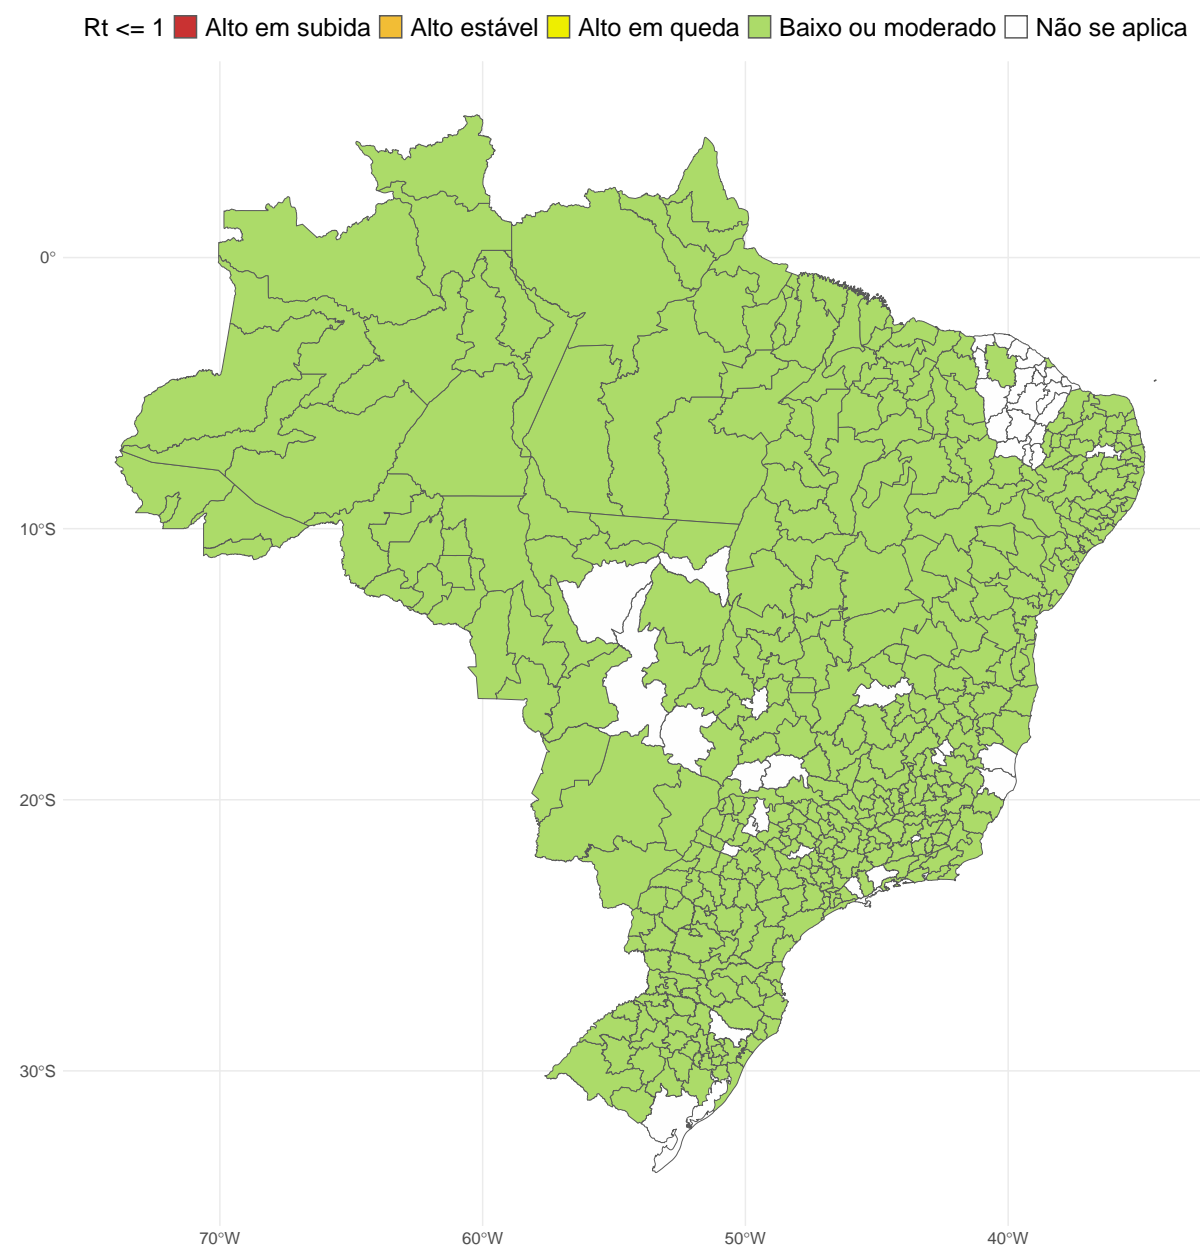 Rt <= 1 Alto em subida Alto estável Alto em queda Baixo ou moderado Não se aplica
0°
10°S
20°S
30°S
70°W 60°W 50°W 40°W